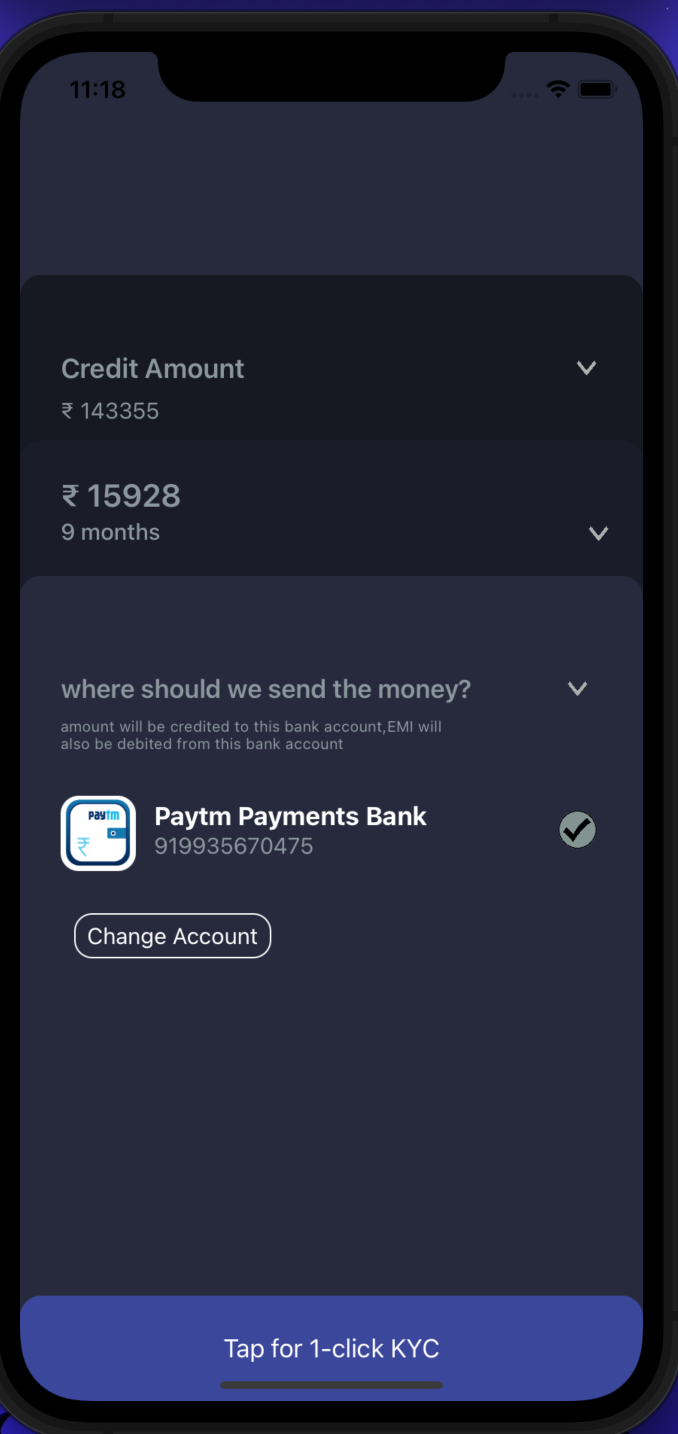 11:18
Credit Amount
₹ 143355
₹ 15928
9 months
where should we send the money?
amount will be credited to this bank account,EMI will
also be debited from this bank account
paytm
₹
Paytm Payments Bank
919935670475
Change Account
Tap for 1-click KYC